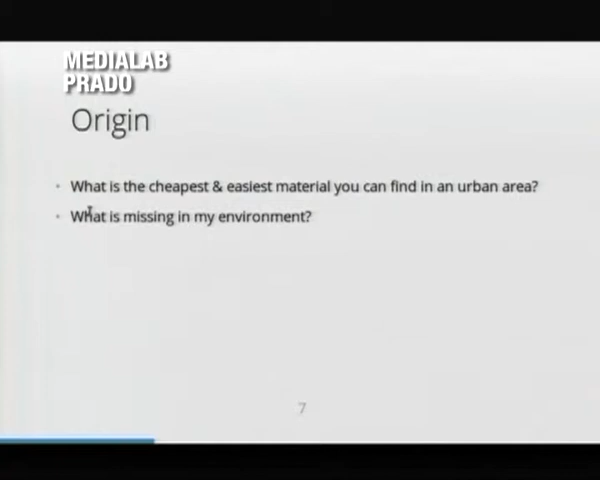 MEDIALAB
PRADO
Origin
What is the cheapest & easiest material you can find in an urban area?
What is missing in my environment?
7